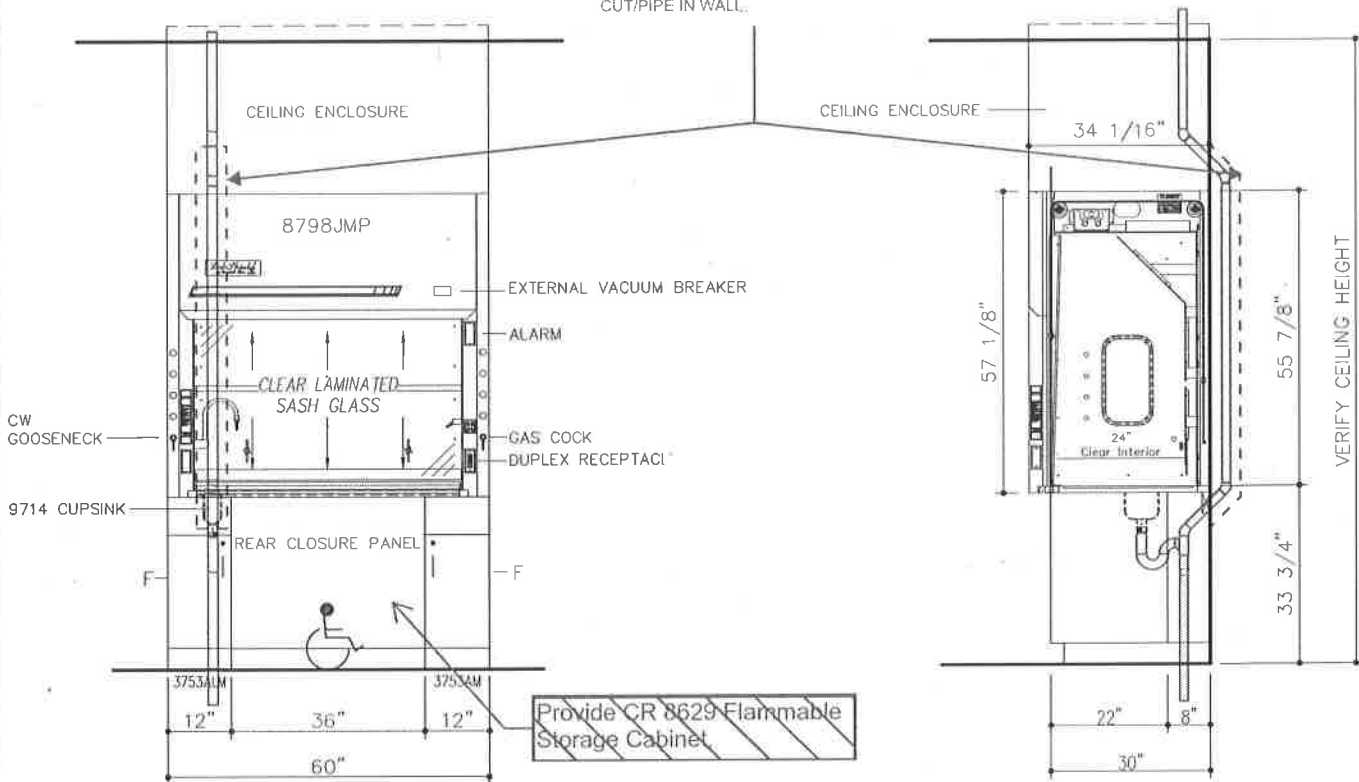 CUT/PIPE IN WALL.
CEILING ENCLOSURE
CEILING ENCLOSURE
34 1/16"
8798JMP
EXTERNAL VACUUM BREAKER
ALARM
CLEAR LAMINATED
SASH GLASS
CW
GOOSENECK
GAS COCK
DUPLEX RECEPTACL
9714 CUPSINK
REAR CLOSURE PANEL
F
F
3753ALM
3753AM
12"
36"
12"
60"
Provide CR 8629 Flammable
Storage Cabinet
57 1/8"
24"
Clear Interior
55 7/8"
33 3/4"
VERIFY CEILING HEIGHT
22"
8"
30"